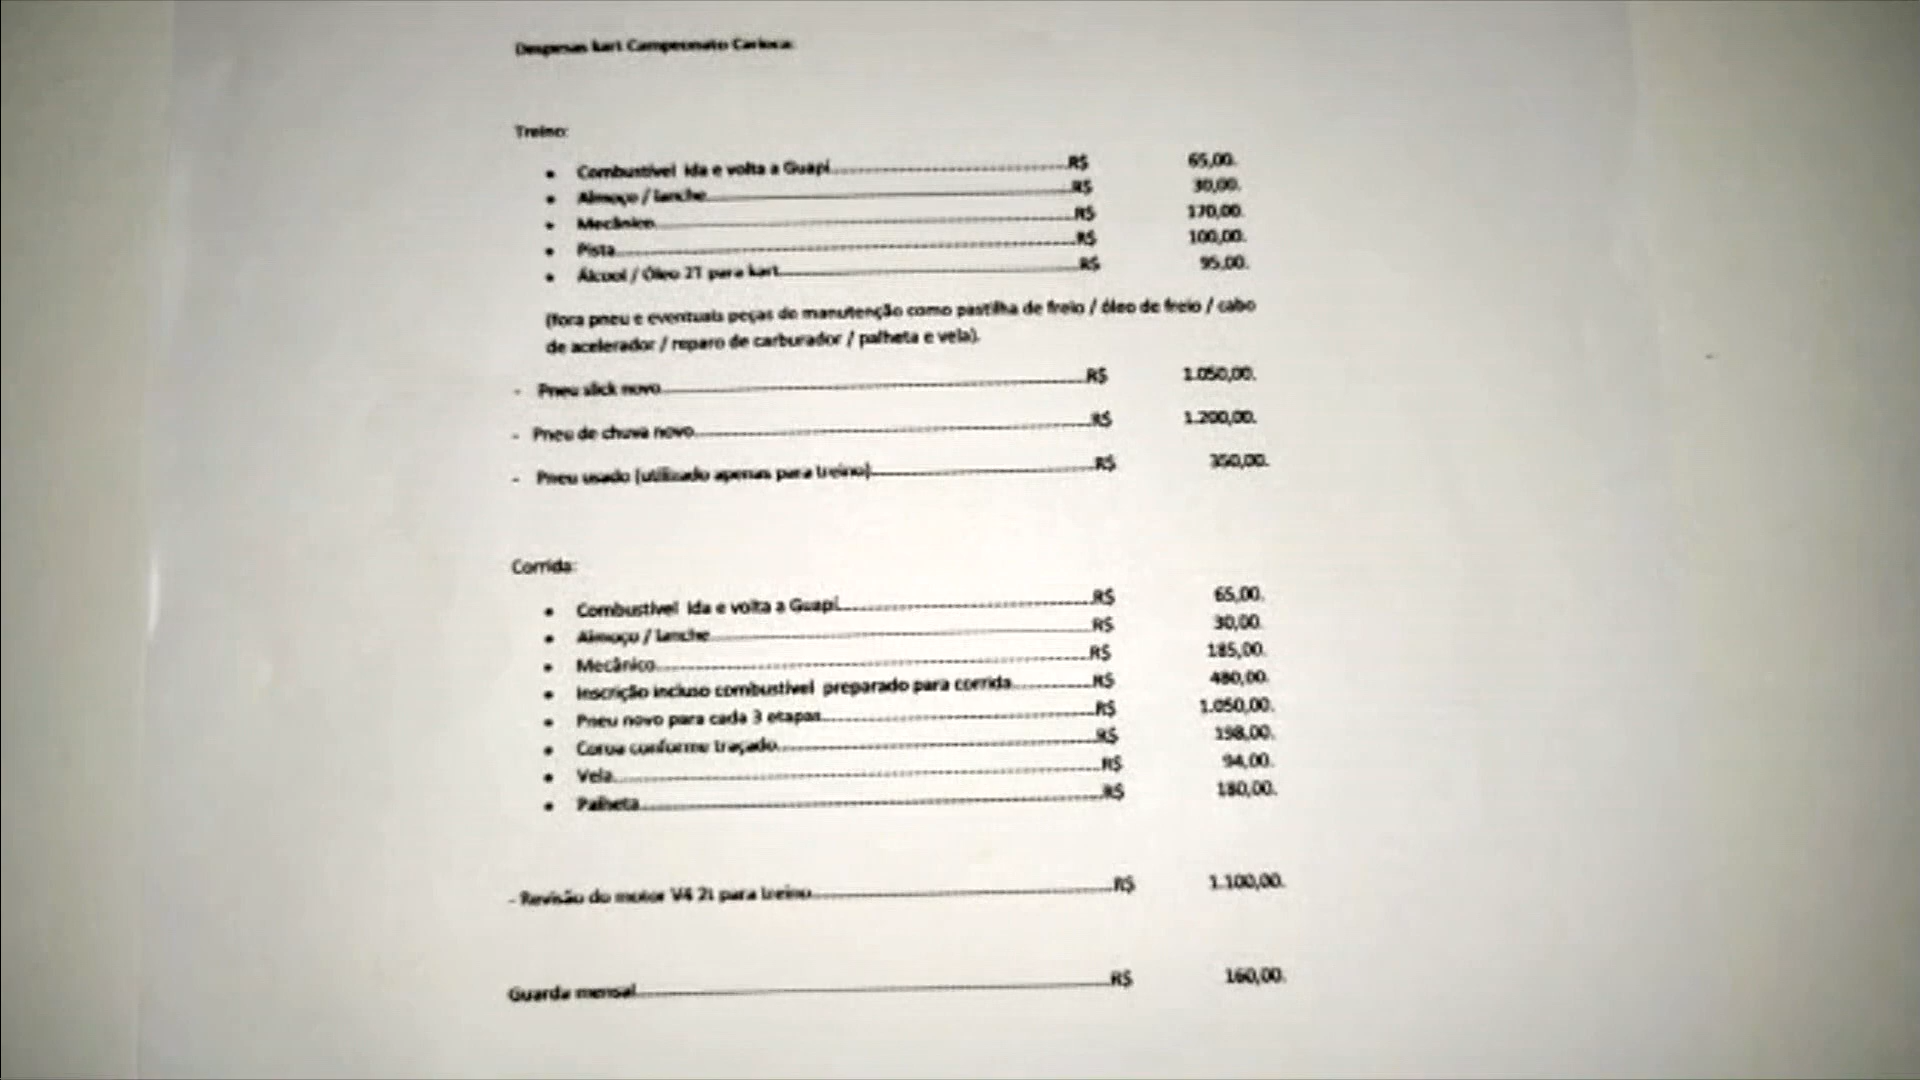 Despesas kart Campeonato Carioca:
Treino:
• Combustível ida e volta a Guapi........R$ 65,00.
• Almoço / lanche........R$ 30,00.
• Mecânico........R$ 170,00.
• Pista........R$ 100,00.
• Álcool / Óleo 2T para kart........R$ 95,00.
(fora pneu e eventuais peças de manutenção como pastilha de freio / óleo de freio / cabo
de acelerador / reparo de carburador / palheta e vela).
- Pneu slick novo........R$ 1.050,00.
- Pneu de chuva novo........R$ 1.200,00.
- Pneu usado (utilizado apenas para treino)........R$ 350,00.
Corrida:
• Combustível ida e volta a Guapi........R$ 65,00.
• Almoço / lanche........R$ 30,00.
• Mecânico........R$ 185,00.
• Inscrição incluso combustível preparado para corrida........R$ 480,00.
• Pneu novo para cada 3 etapas........R$ 1.050,00.
• Coroa conforme traçado........R$ 198,00.
• Vela........R$ 94,00.
• Palheta........R$ 180,00.
- Revisão do motor V4 2t para treino........R$ 1.100,00.
Guarda mensal........R$ 160,00.